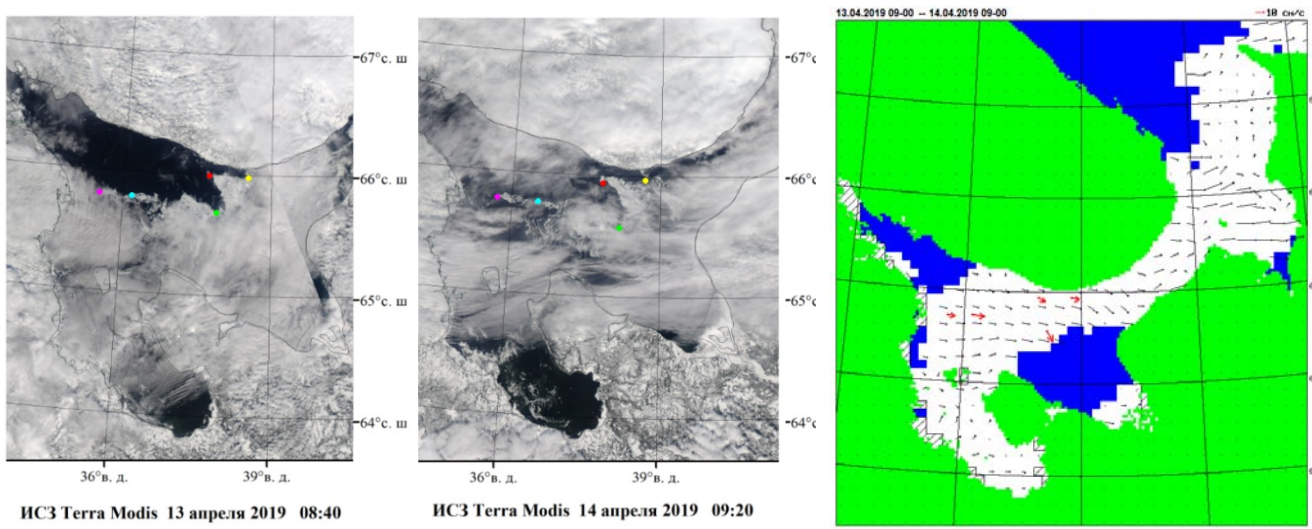 13.04.2019 09-00 -- 14.04.2019 09-00
10 см/с
67°с. ш
66°с. ш
65°с. ш
64°с. ш
36°в. д.
39°в. д.
ИСЗ Terra Modis 13 апреля 2019 08:40
67°с
66°с
65°с
64°с
36°в. д.
39°в. д.
ИСЗ Terra Modis 14 апреля 2019 09:20